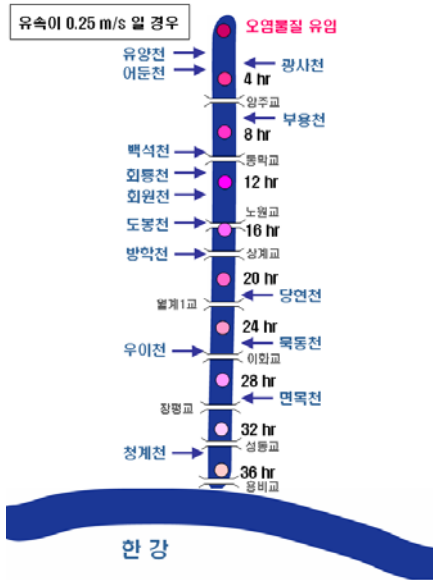 유속이 0.25 m/s 일 경우
오염물질 유입
유양천
광사천
어둔천
4 hr
양주교
부용천
8 hr
백석천
동막교
회룡천
12 hr
회원천
노원교
도봉천
16 hr
방학천
상계교
20 hr
당현천
월계1교
24 hr
묵동천
우이천
이화교
28 hr
면목천
장평교
32 hr
성동교
청계천
36 hr
용비교
한강